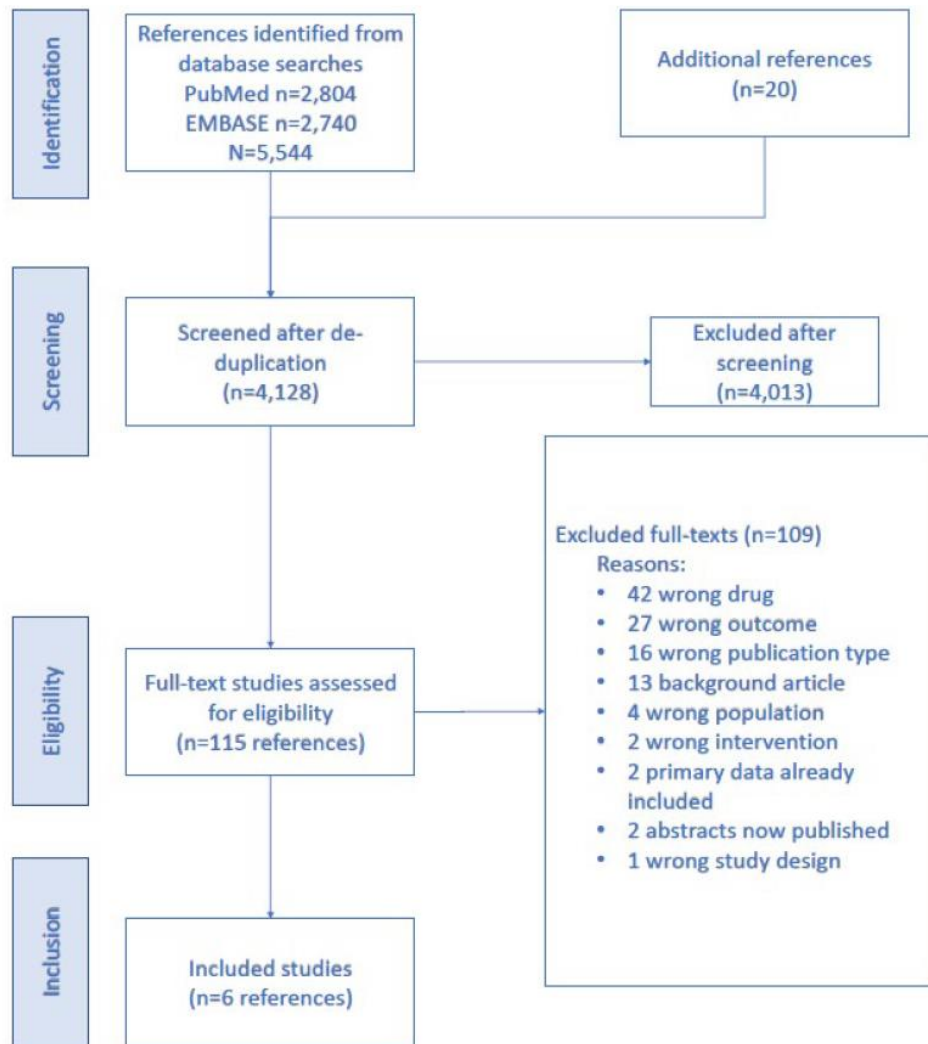 Identification
References identified from
database searches
PubMed n=2,804
EMBASE n=2,740
N=5,544
Additional references
(n=20)
Screening
Screened after de-
duplication
(n=4,128)
Excluded after
screening
(n=4,013)
Eligibility
Full-text studies assessed
for eligibility
(n=115 references)
Excluded full-texts (n=109)
Reasons:
• 42 wrong drug
• 27 wrong outcome
• 16 wrong publication type
• 13 background article
• 4 wrong population
• 2 wrong intervention
• 2 primary data already
included
• 2 abstracts now published
• 1 wrong study design
Inclusion
Included studies
(n=6 references)